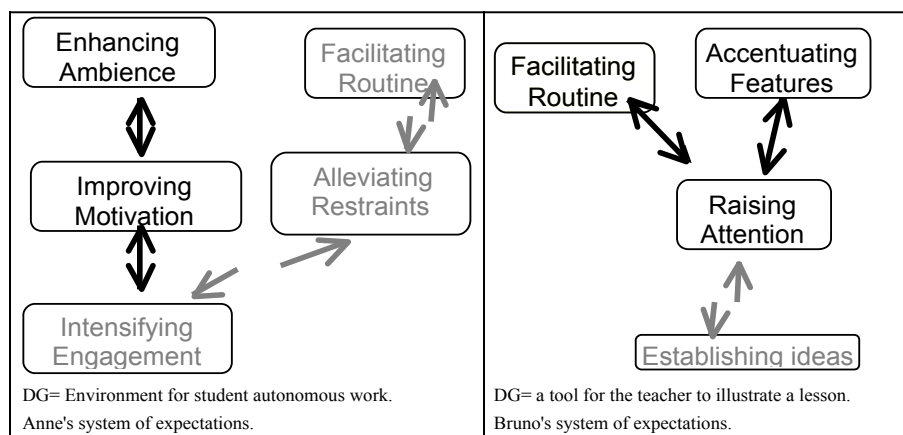 Enhancing
Ambience
Facilitating
Routine
Improving
Motivation
Alleviating
Restraints
Intensifying
Engagement
DG= Environment for student autonomous work.
Anne's system of expectations.
Facilitating
Routine
Accentuating
Features
Raising
Attention
Establishing ideas
DG= a tool for the teacher to illustrate a lesson.
Bruno's system of expectations.